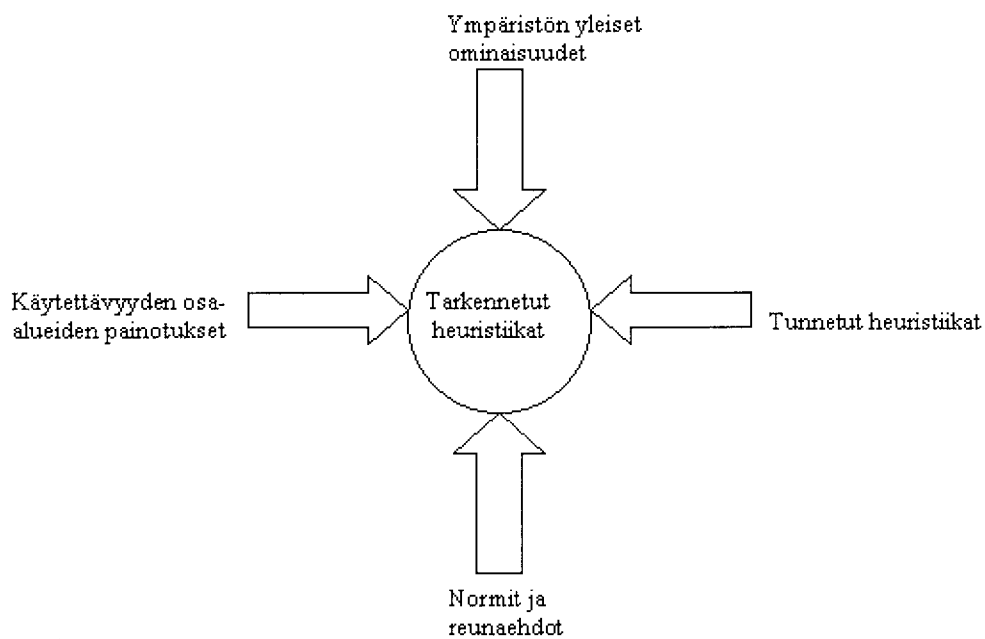 Ympäristön yleiset
ominaisuudet
Käytettävyyden osa-
alueiden painotukset
Tarkennetut
heuristiikat
Tunnetut heuristiikat
Normit ja
reunaehdot